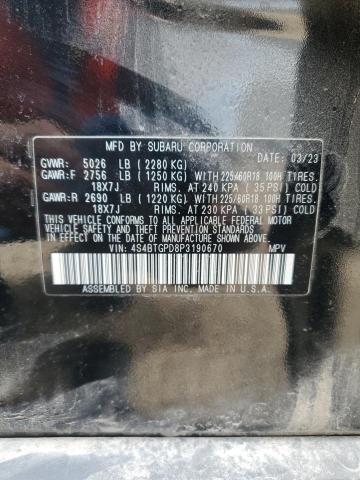 MFD BY SUBARU CORPORATION
DATE: 03/23
GVWR: 5026 LB (2280 KG)
GAWR:F 2756 LB (1250 KG) WITH 225/60R18 100H TIRES.
18X7J RIMS. AT 240 KPA (35 PSI) COLD
GAWR:R 2690 LB (1220 KG) WITH 225/60R18 100H TIRES.
18X7J RIMS. AT 230 KPA (33 PSI) COLD
THIS VEHICLE CONFORMS TO ALL APPLICABLE FEDERAL MOTOR
VEHICLE SAFETY AND THEFT PREVENTION STANDARDS IN
EFFECT ON THE DATE OF MANUFACTURE SHOWN ABOVE.
VIN: 4S4BTGPD8P3190670 MPV
ASSEMBLED BY SIA INC. MADE IN U.S.A.